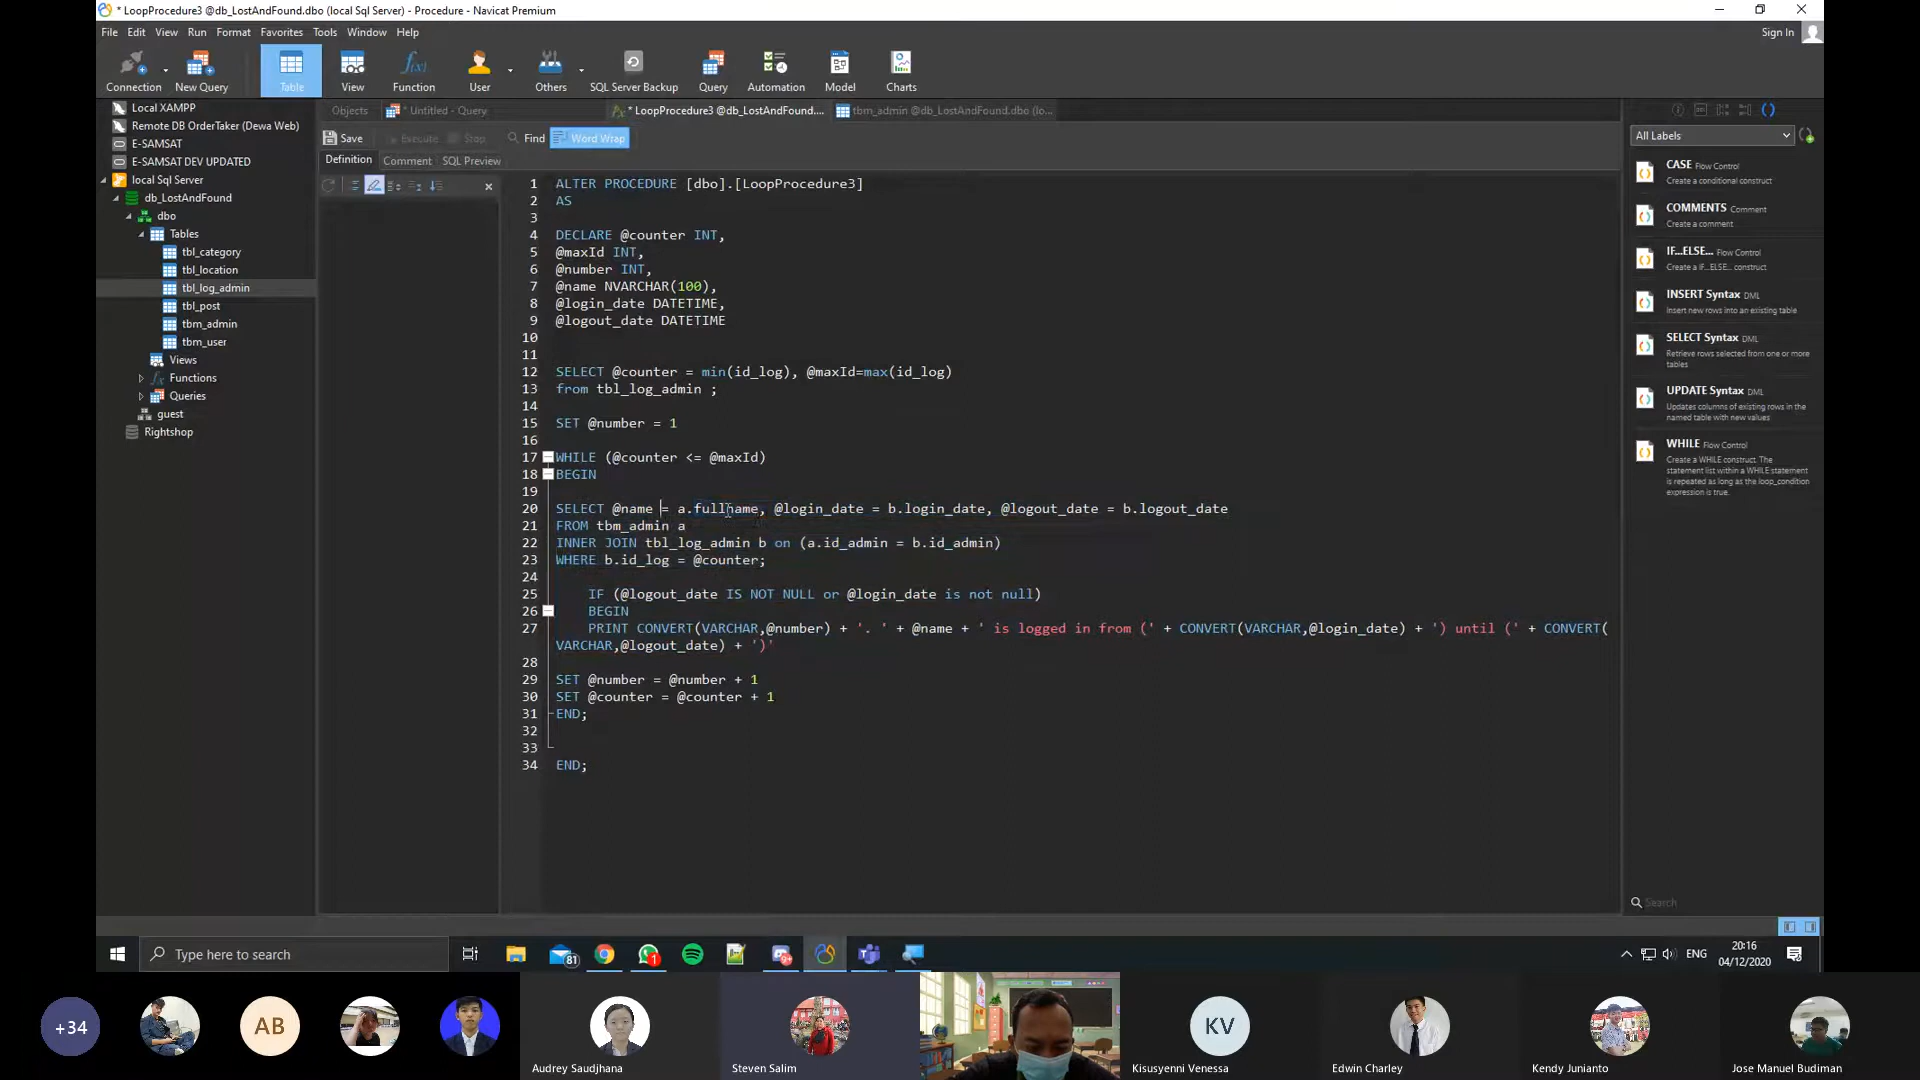 * LoopProcedure3 @db_LostAndFound.dbo (local Sql Server) - Procedure - Navicat Premium
File Edit View Run Format Favorites Tools Window Help
Sign In
Connection New Query Table View Function User Others SQL Server Backup Query Automation Model Charts
Objects * Untitled - Query * LoopProcedure3 @db_LostAndFound.... tbm_admin @db_LostAndFound.dbo (lo...
Save Execute Stop Find Word Wrap
Definition Comment SQL Preview
Local XAMPP
Remote DB OrderTaker (Dewa Web)
E-SAMSAT
E-SAMSAT DEV UPDATED
local Sql Server
db_LostAndFound
dbo
Tables
tbl_category
tbl_location
tbl_log_admin
tbl_post
tbm_admin
tbm_user
Views
Functions
Queries
guest
Rightshop
1 ALTER PROCEDURE [dbo].[LoopProcedure3]
2 AS
3
4 DECLARE @counter INT,
5 @maxId INT,
6 @number INT,
7 @name NVARCHAR(100),
8 @login_date DATETIME,
9 @logout_date DATETIME
10
11
12 SELECT @counter = min(id_log), @maxId=max(id_log)
13 from tbl_log_admin ;
14
15 SET @number = 1
16
17 WHILE (@counter <= @maxId)
18 BEGIN
19
20 SELECT @name = a.fullname, @login_date = b.login_date, @logout_date = b.logout_date
21 FROM tbm_admin a
22 INNER JOIN tbl_log_admin b on (a.id_admin = b.id_admin)
23 WHERE b.id_log = @counter;
24
25 IF (@logout_date IS NOT NULL or @login_date is not null)
26 BEGIN
27 PRINT CONVERT(VARCHAR,@number) + '. ' + @name + ' is logged in from (' + CONVERT(VARCHAR,@login_date) + ') until (' + CONVERT(
VARCHAR,@logout_date) + ')'
28
29 SET @number = @number + 1
30 SET @counter = @counter + 1
31 END;
32
33
34 END;
All Labels
CASE Flow Control
Create a conditional construct
COMMENTS Comment
Create a comment
IF...ELSE... Flow Control
Create a IF...ELSE... construct
INSERT Syntax DML
Insert new rows into an existing table
SELECT Syntax DML
Retrieve rows selected from one or more
tables
UPDATE Syntax DML
Updates columns of existing rows in the
named table with new values
WHILE Flow Control
Create a WHILE construct. The
statement list within a WHILE statement
is repeated as long as the loop_condition
expression is true.
Search
Type here to search
81
1
ENG
20:16
04/12/2020
+34
AB
KV
Audrey Saudjhana
Steven Salim
Kisusyenni Venessa
Edwin Charley
Kendy Junianto
Jose Manuel Budiman